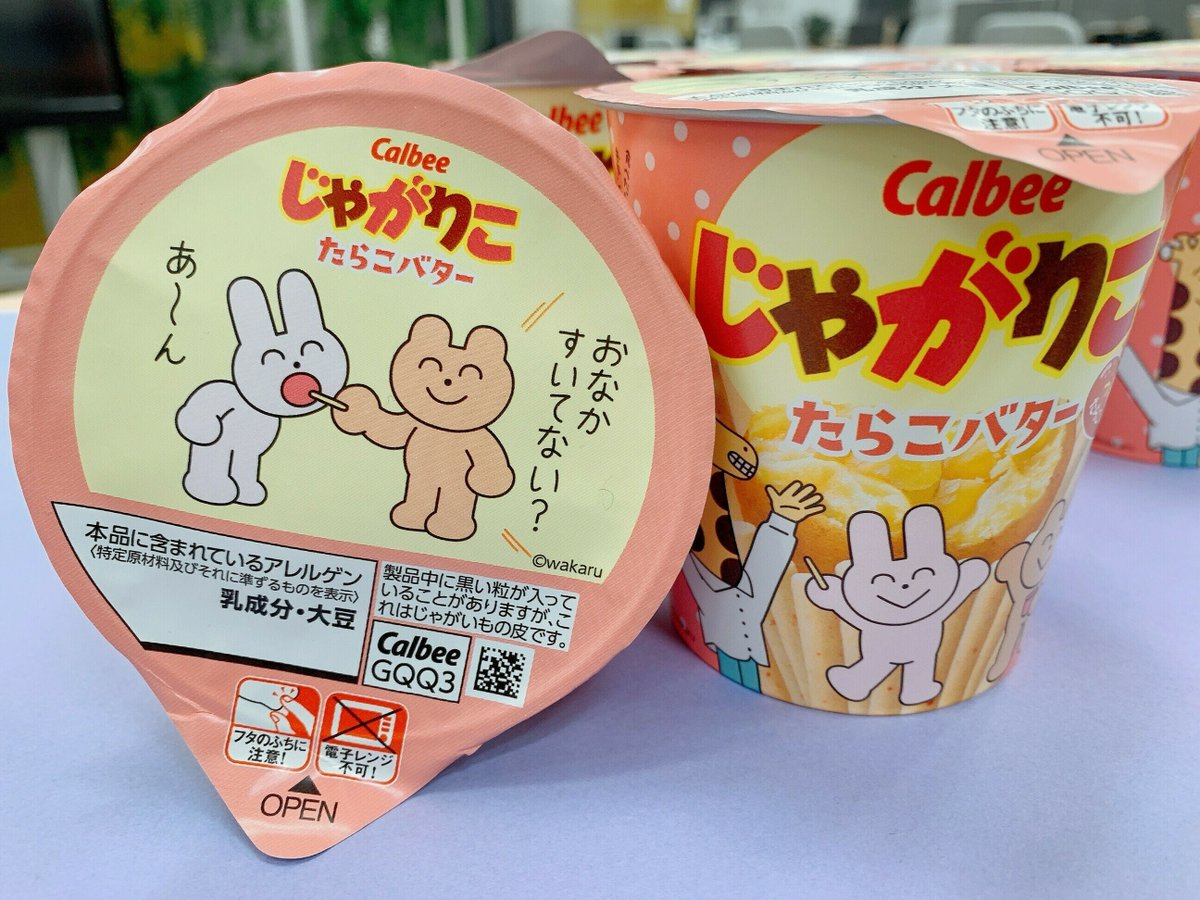 Calbee
じゃがりこ
たらこバター
あ～ん
おなか
すいてない?
©wakaru
本品に含まれているアレルゲン
〈特定原材料及びそれに準ずるものを表示〉
乳成分・大豆
製品中に黒い粒が入って
いることがありますが、こ
れはじゃがいもの皮です。
Calbee
GQQ3
フタのふちに
注意!
電子レンジ
不可!
OPEN
lbee
フタのふちに
注意!
電子レンジ
不可!
OPEN
Calbee
じゃがりこ
たらこバター